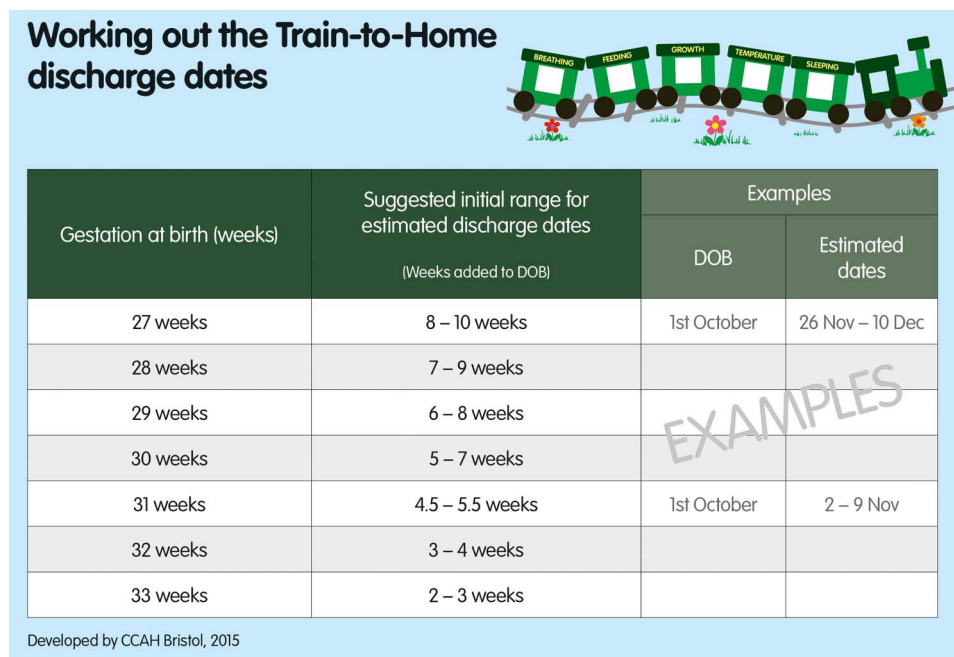 Working out the Train-to-Home
discharge dates
BREATHING
FEEDING
GROWTH
TEMPERATURE
SLEEPING
Gestation at birth (weeks)
Suggested initial range for
estimated discharge dates
(Weeks added to DOB)
Examples
DOB
Estimated
dates
27 weeks 8 – 10 weeks 1st October 26 Nov – 10 Dec
28 weeks 7 – 9 weeks
29 weeks 6 – 8 weeks
EXAMPLES
30 weeks 5 – 7 weeks
31 weeks 4.5 – 5.5 weeks 1st October 2 – 9 Nov
32 weeks 3 – 4 weeks
33 weeks 2 – 3 weeks
Developed by CCAH Bristol, 2015